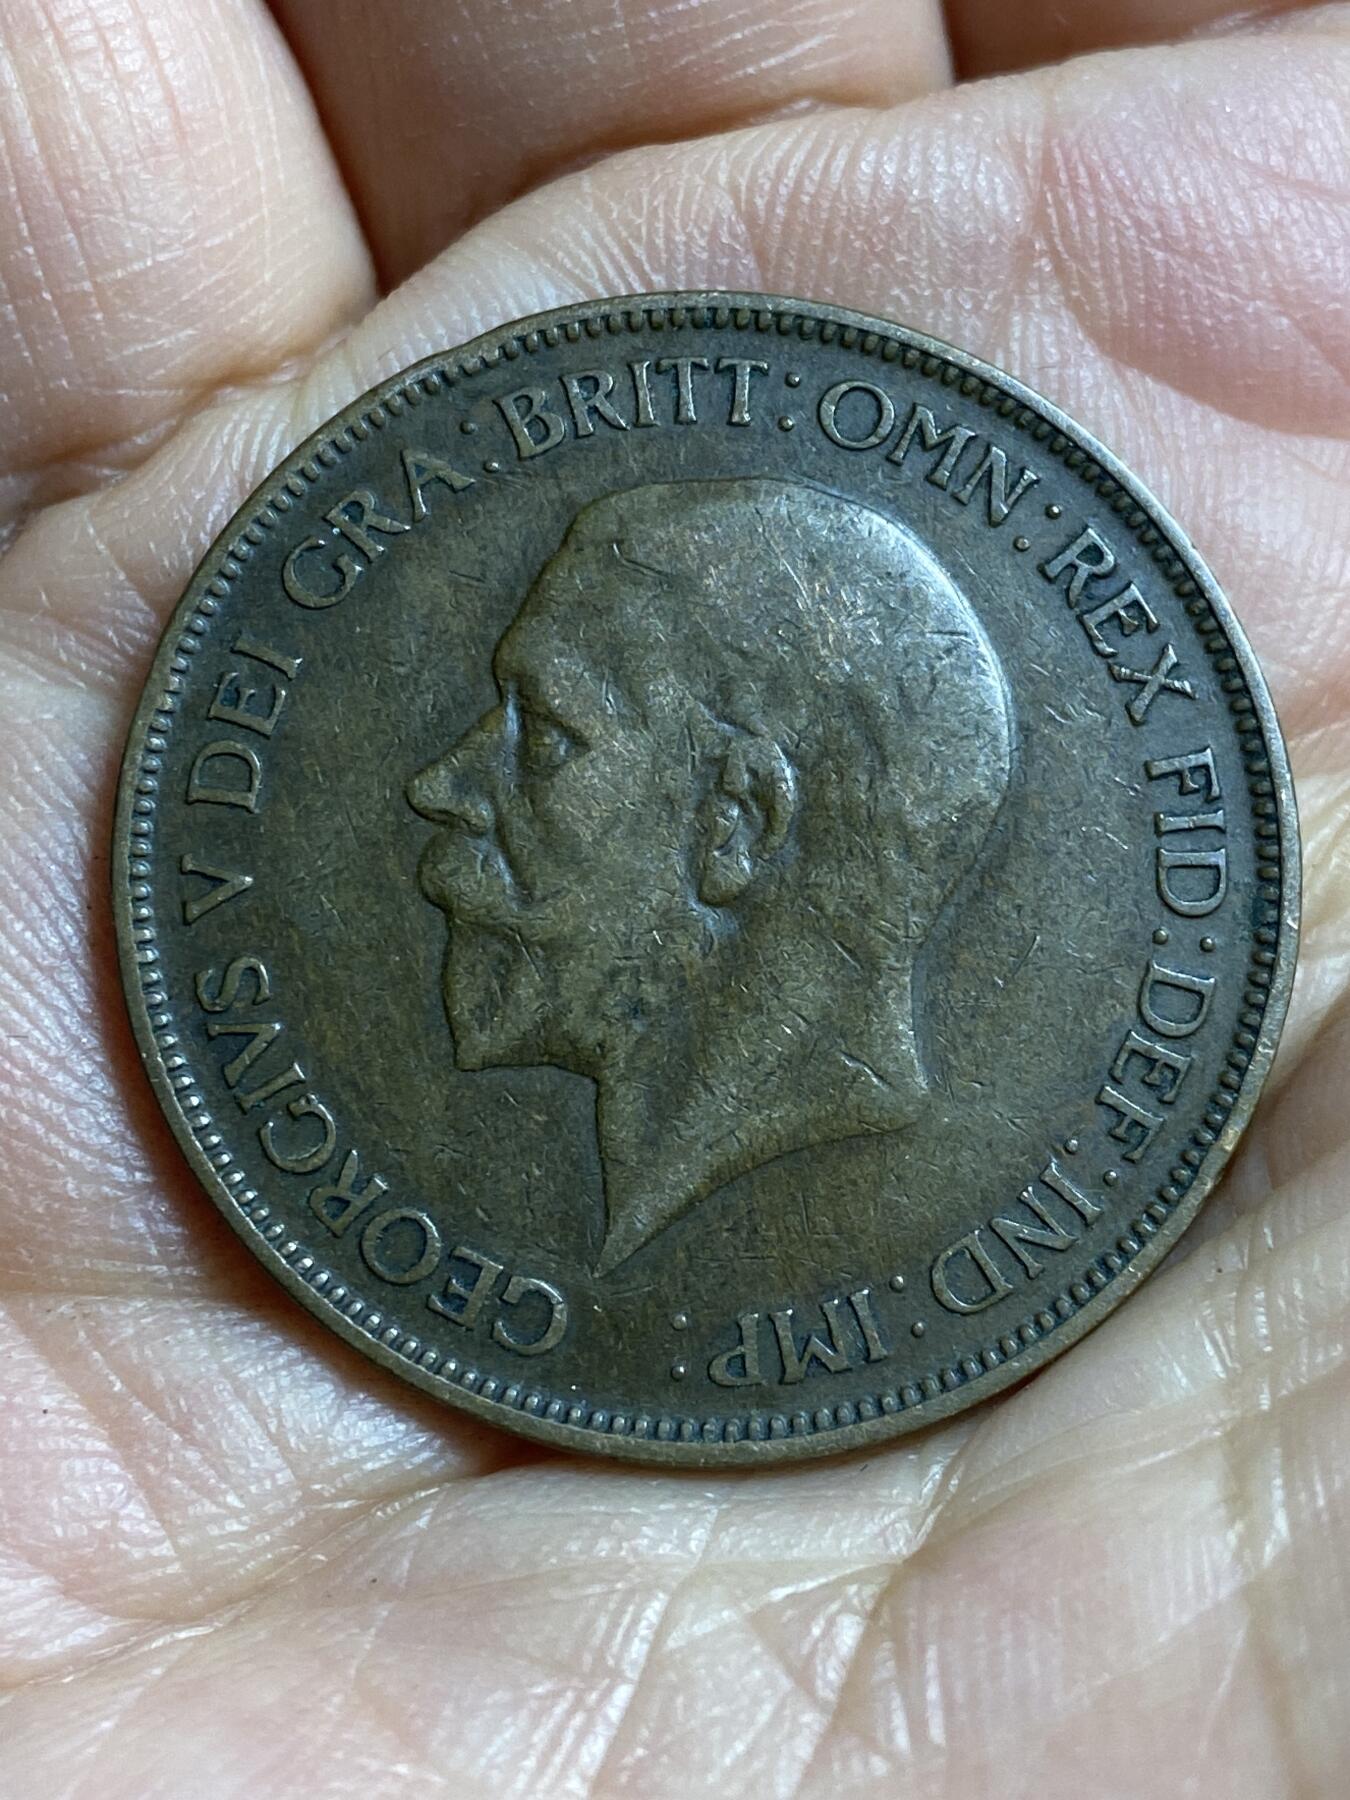 GEORGIVS V DEI GRA: BRITT: OMN: REX FID: DEF: IND: IMP: